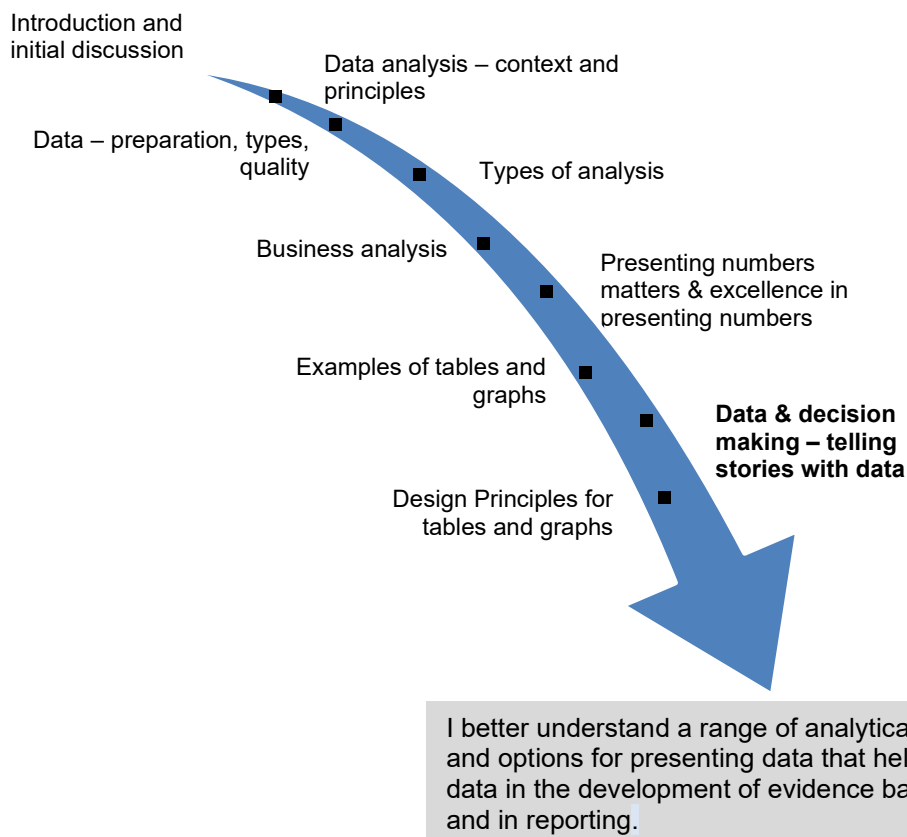 Introduction and
initial discussion
Data analysis – context and
principles
Data – preparation, types,
quality
Types of analysis
Business analysis
Presenting numbers
matters & excellence in
presenting numbers
Examples of tables and
graphs
Data & decision
making – telling
stories with data
Design Principles for
tables and graphs
I better understand a range of
and options for presenting data that
data in the development of evidence
and in reporting.